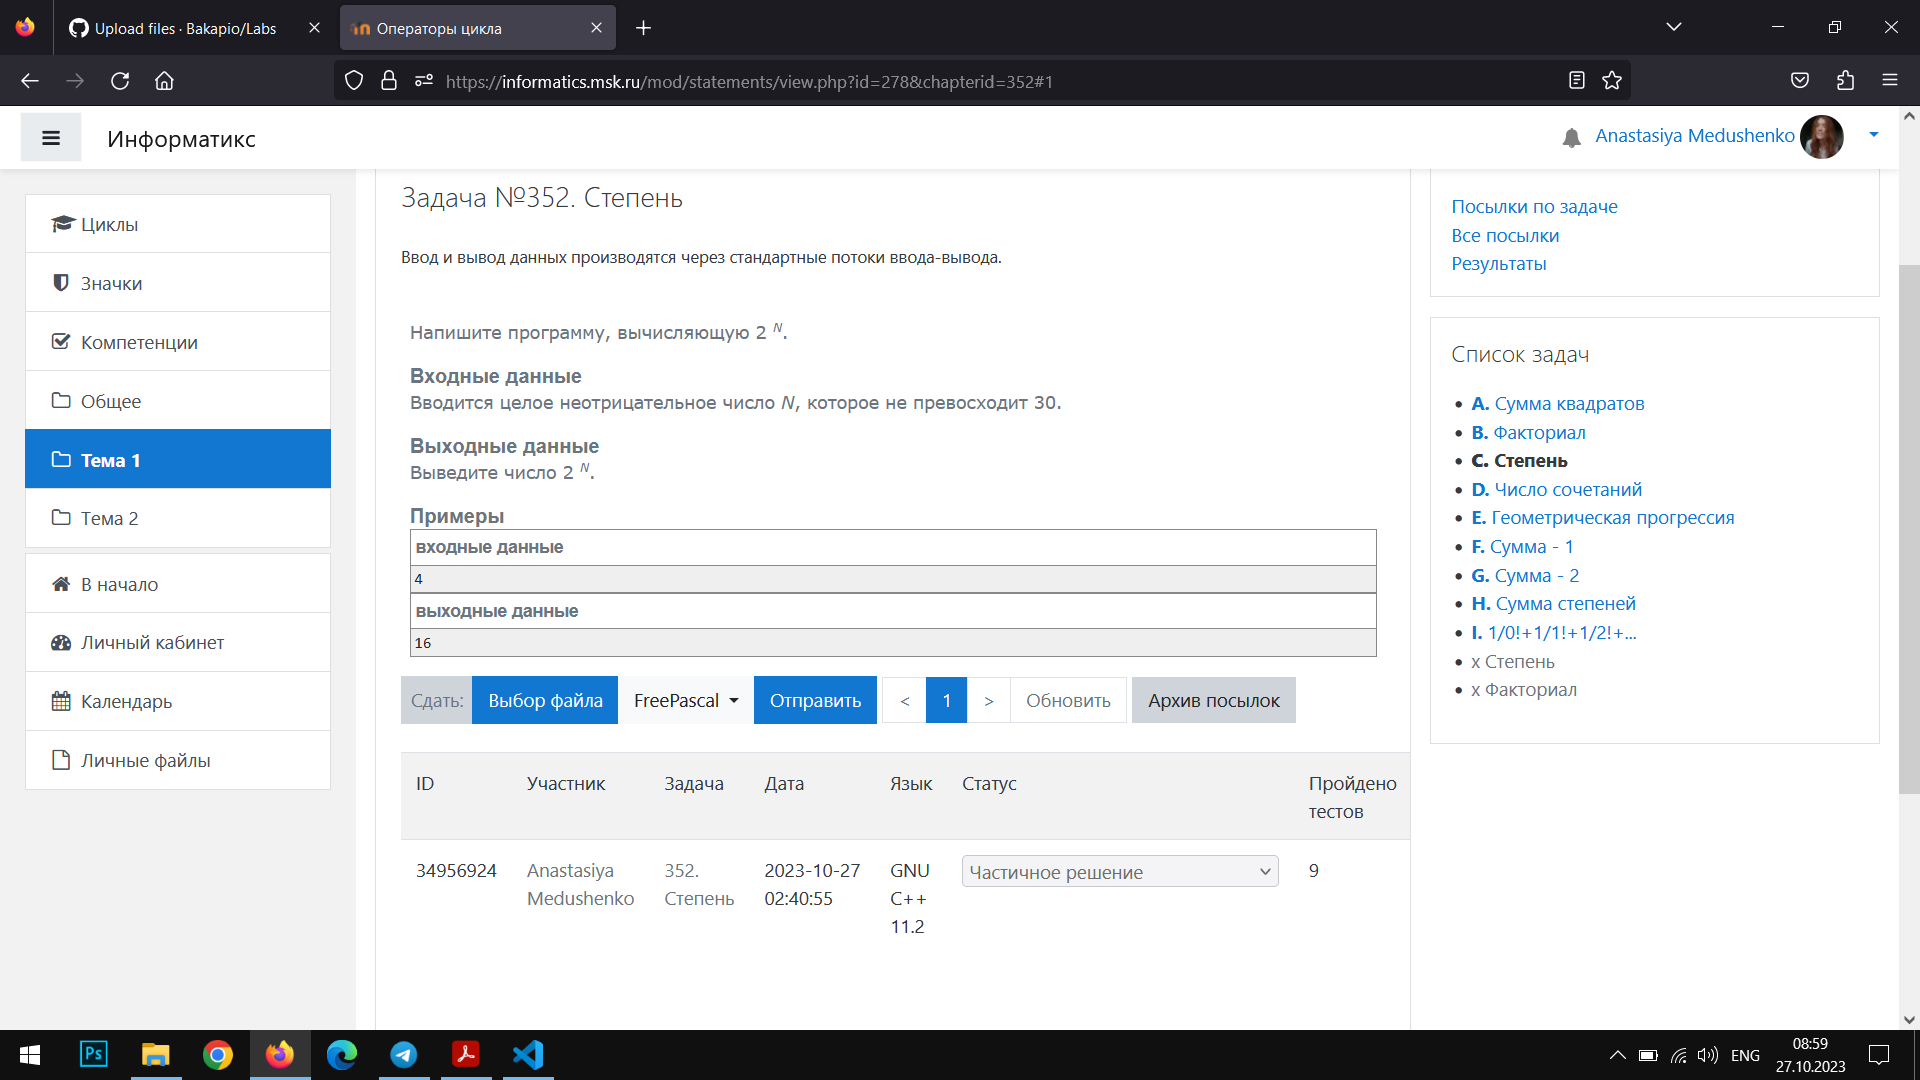 Upload files · Bakapio/Labs
Операторы цикла
https://informatics.msk.ru/mod/statements/view.php?id=278&chapterid=352#1
Информатикс
Anastasiya Medushenko
Циклы
Значки
Компетенции
Общее
Тема 1
Тема 2
В начало
Личный кабинет
Календарь
Личные файлы
Задача №352. Степень
Ввод и вывод данных производятся через стандартные потоки ввода-вывода.
Напишите программу, вычисляющую 2 N.
Входные данные
Вводится целое неотрицательное число N, которое не превосходит 30.
Выходные данные
Выведите число 2 N.
Примеры
входные данные
4
выходные данные
16
Сдать: Выбор файла FreePascal Отправить < 1 > Обновить Архив посылок
ID Участник Задача Дата Язык Статус Пройдено
тестов
34956924 Anastasiya 352. 2023-10-27 GNU Частичное решение 9
Medushenko Степень 02:40:55 C++
11.2
Посылки по задаче
Все посылки
Результаты
Список задач
A. Сумма квадратов
B. Факториал
C. Степень
D. Число сочетаний
E. Геометрическая прогрессия
F. Сумма - 1
G. Сумма - 2
H. Сумма степеней
I. 1/0!+1/1!+1/2!+...
x Степень
x Факториал
Ps
ENG
08:59
27.10.2023